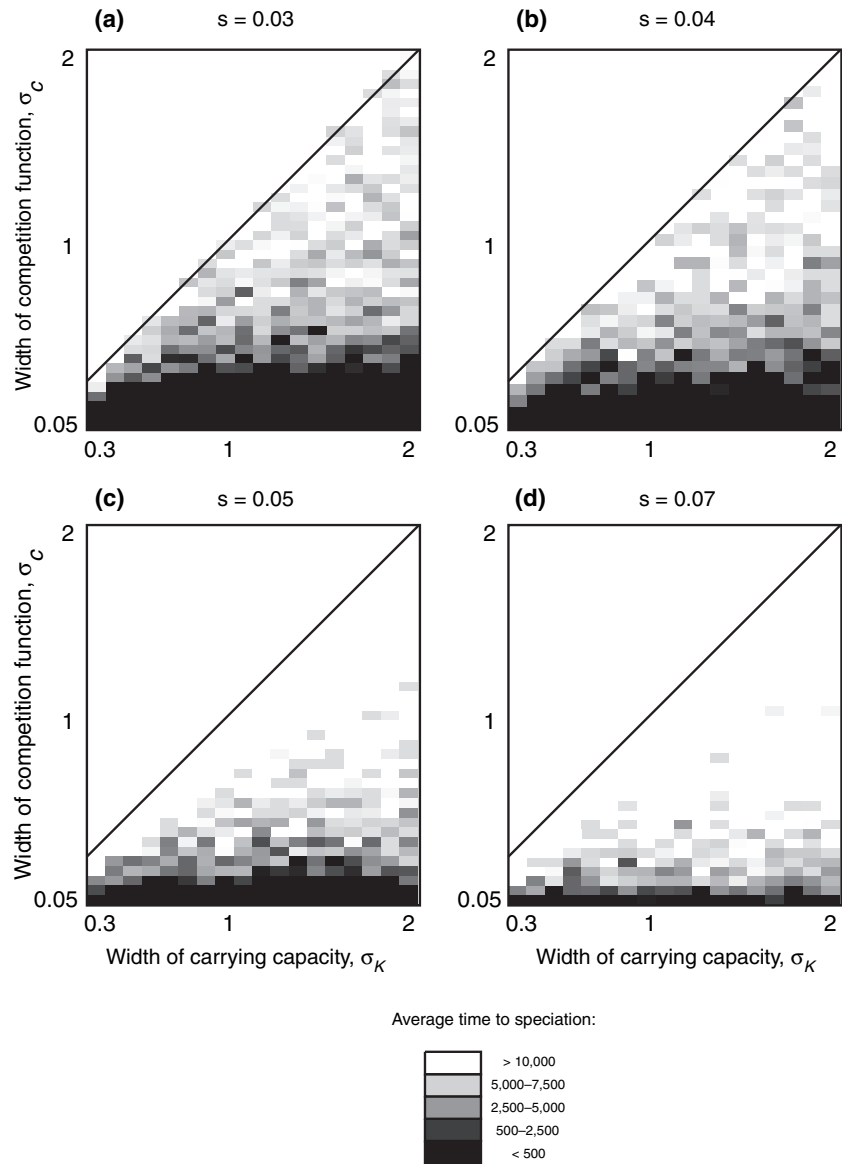 (a) s = 0.03
(b) s = 0.04
Width of competition function, σC
2
1
0.05
0.3 1 2
2
1
0.05
0.3 1 2
(c) s = 0.05
(d) s = 0.07
Width of competition function, σC
2
1
0.05
0.3 1 2
2
1
0.05
0.3 1 2
Width of carrying capacity, σK
Width of carrying capacity, σK
Average time to speciation:
> 10,000
5,000–7,500
2,500–5,000
500–2,500
< 500